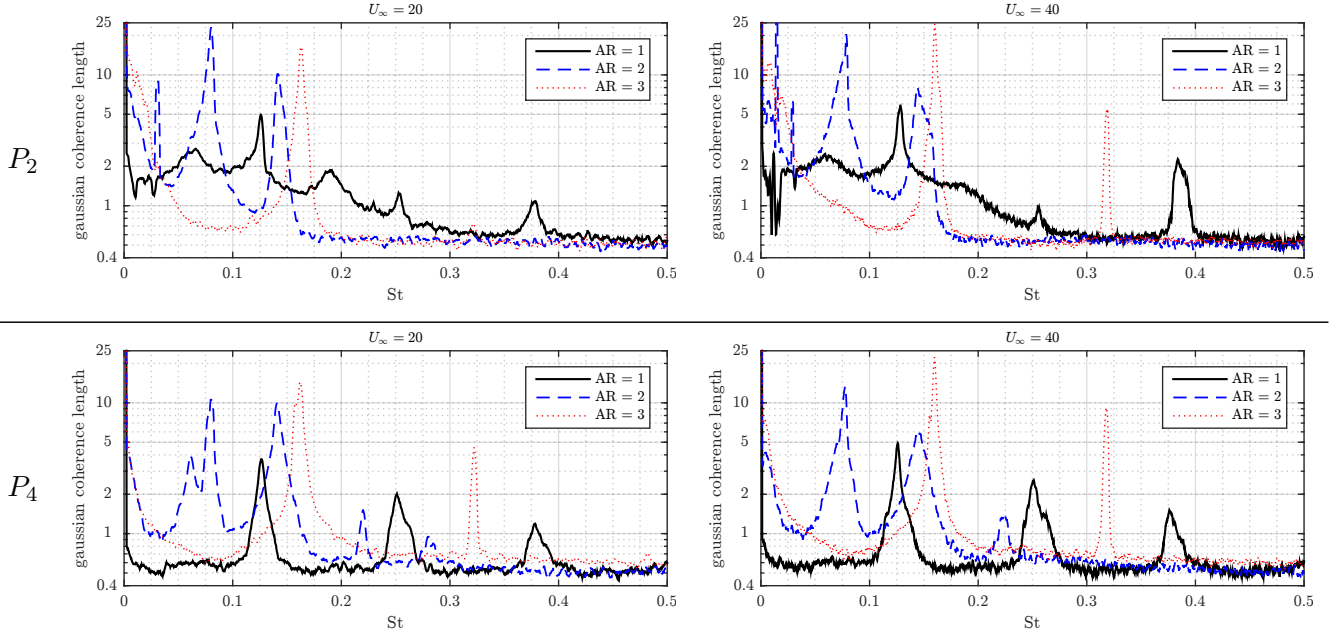 U∞ = 20
U∞ = 40
P2
gaussian coherence length
25
10
5
2
1
0.4
0
0.1
0.2
0.3
0.4
0.5
St
AR = 1
AR = 2
AR = 3
gaussian coherence length
25
10
5
2
1
0.4
0
0.1
0.2
0.3
0.4
0.5
St
AR = 1
AR = 2
AR = 3
U∞ = 20
U∞ = 40
P4
gaussian coherence length
25
10
5
2
1
0.4
0
0.1
0.2
0.3
0.4
0.5
St
AR = 1
AR = 2
AR = 3
gaussian coherence length
25
10
5
2
1
0.4
0
0.1
0.2
0.3
0.4
0.5
St
AR = 1
AR = 2
AR = 3